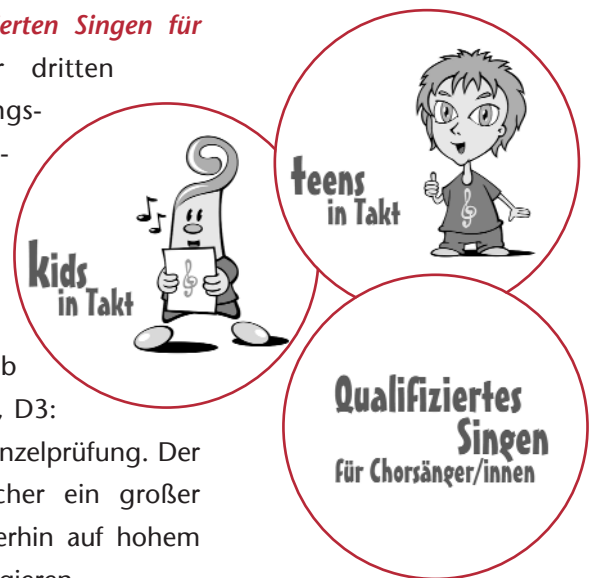 erten Singen für
r dritten
ngs-
-
b
, D3:
nzelprüfung. Der
cher ein großer
erhin auf hohem
gieren
kids
in Takt
teens
in Takt
Qualifiziertes
Singen
für Chorsänger/innen